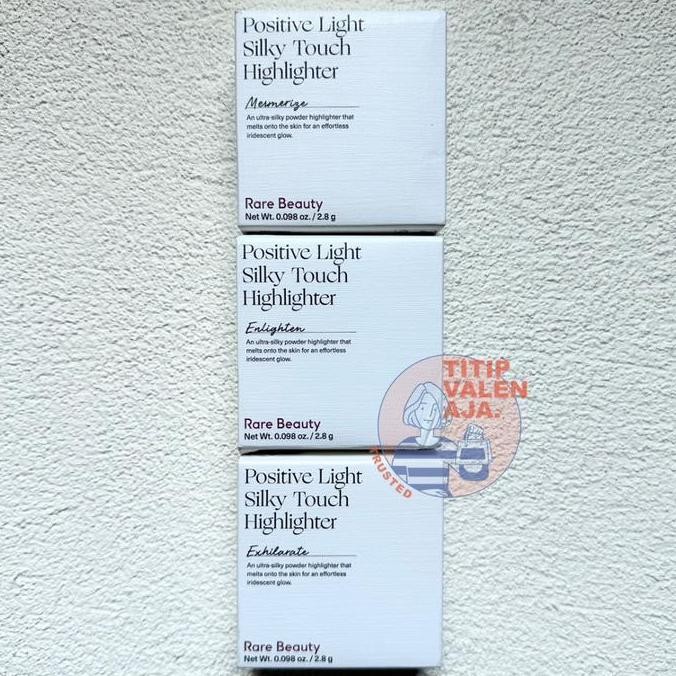 Positive Light
Silky Touch
Highlighter
Mesmerize
An ultra-silky powder highlighter that
melts onto the skin for an effortless
iridescent glow.
Rare Beauty
Net Wt. 0.098 oz. / 2.8 g
Positive Light
Silky Touch
Highlighter
Enlighten
An ultra-silky powder highlighter that
melts onto the skin for an effortless
iridescent glow.
Rare Beauty
Net Wt. 0.098 oz. / 2.8 g
TITIP
VALEN
AJA.
TRUSTED
Positive Light
Silky Touch
Highlighter
Exhilarate
An ultra-silky powder highlighter that
melts onto the skin for an effortless
iridescent glow.
Rare Beauty
Net Wt. 0.098 oz. / 2.8 g